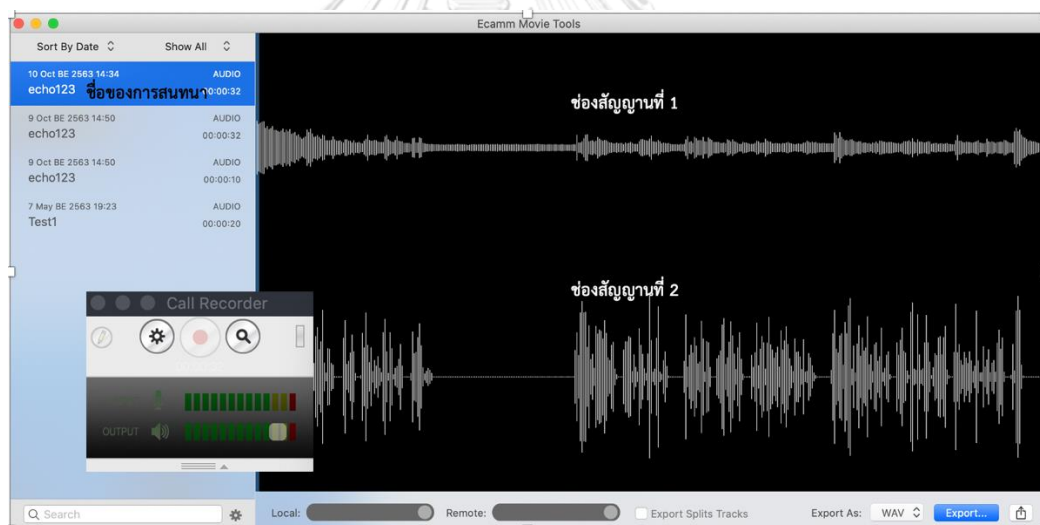 Ecamm Movie Tools
Sort By Date Show All
10 Oct BE 2563 14:34 AUDIO
echo123 ชื่อของการสนทนา 00:00:32
9 Oct BE 2563 14:50 AUDIO
echo123 00:00:32
9 Oct BE 2563 14:50 AUDIO
echo123 00:00:10
7 May BE 2563 19:23 AUDIO
Test1 00:00:20
ช่องสัญญานที่ 1
ช่องสัญญานที่ 2
Call Recorder
OUTPUT
Search
Local: Remote: Export Splits Tracks Export As: WAV Export...